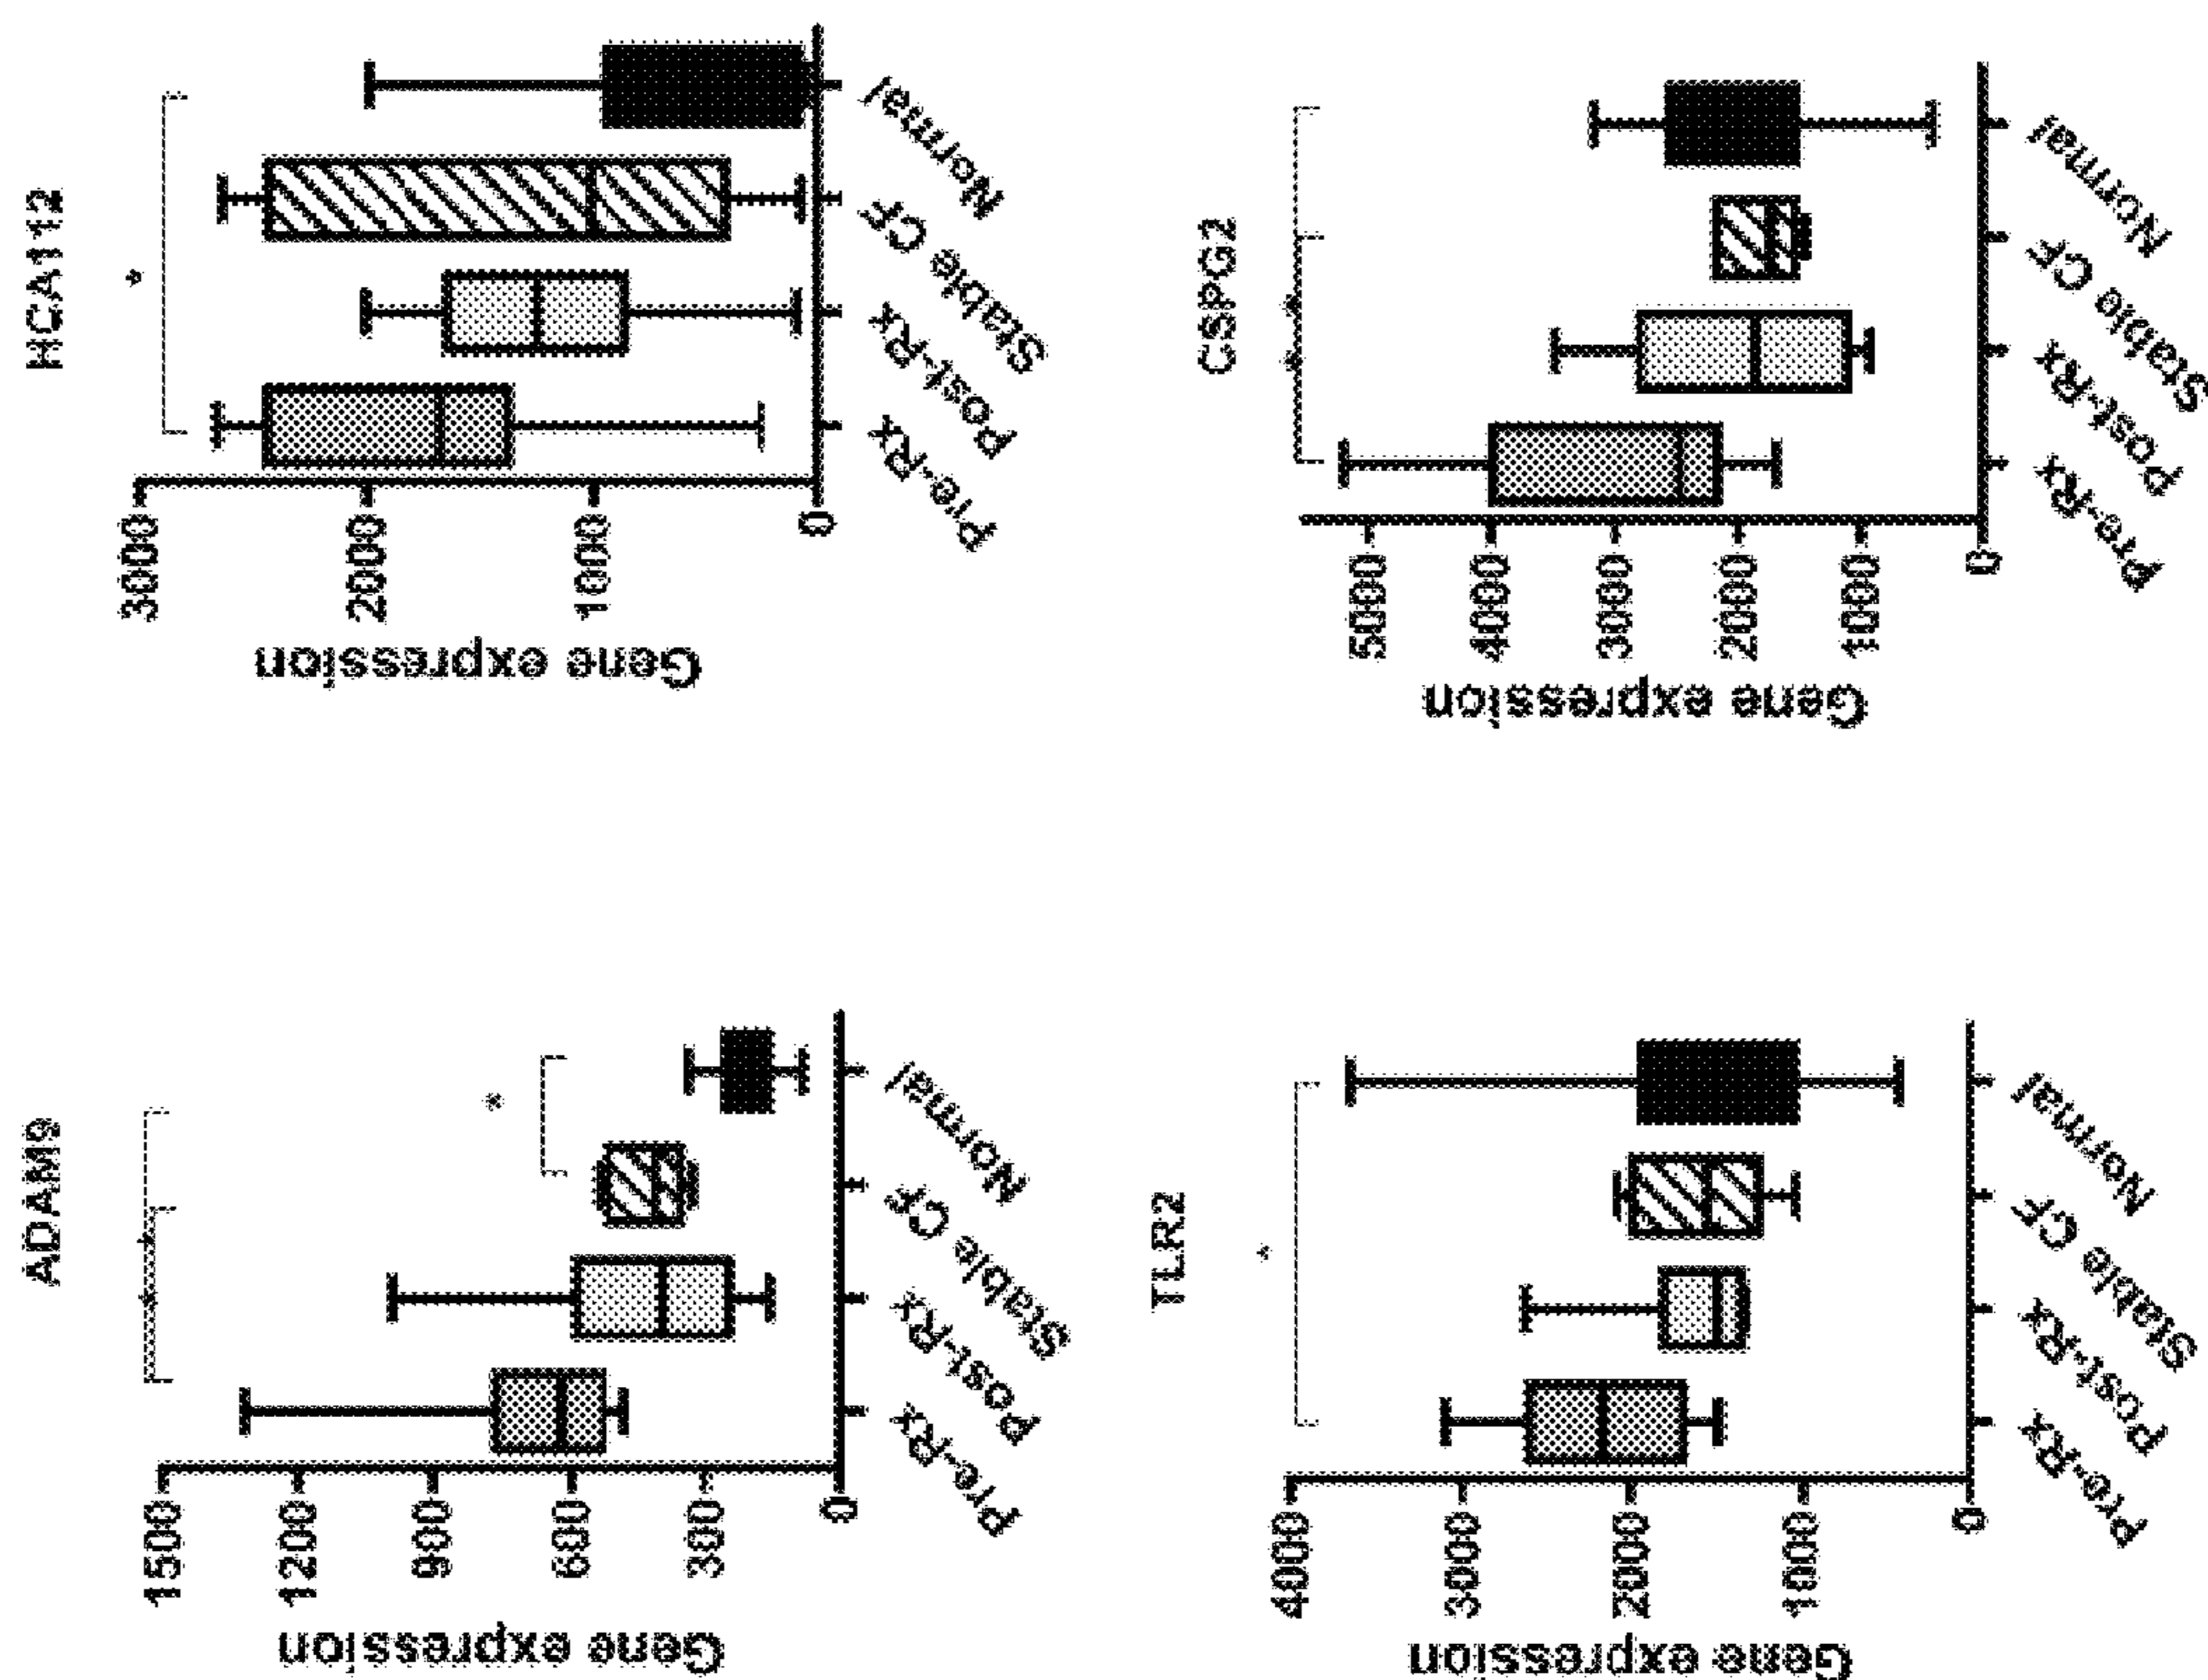 ADAM9
Gene expression
1500
1200
900
600
300
0
Pre-Rx
Post-Rx
Stable CF
Normal
*
HCA112
Gene expression
3000
2000
1000
0
Pre-Rx
Post-Rx
Stable CF
Normal
*
TLR2
Gene expression
4000
3000
2000
1000
0
Pre-Rx
Post-Rx
Stable CF
Normal
*
CSPG2
Gene expression
5000
4000
3000
2000
1000
0
Pre-Rx
Post-Rx
Stable CF
Normal
*
*